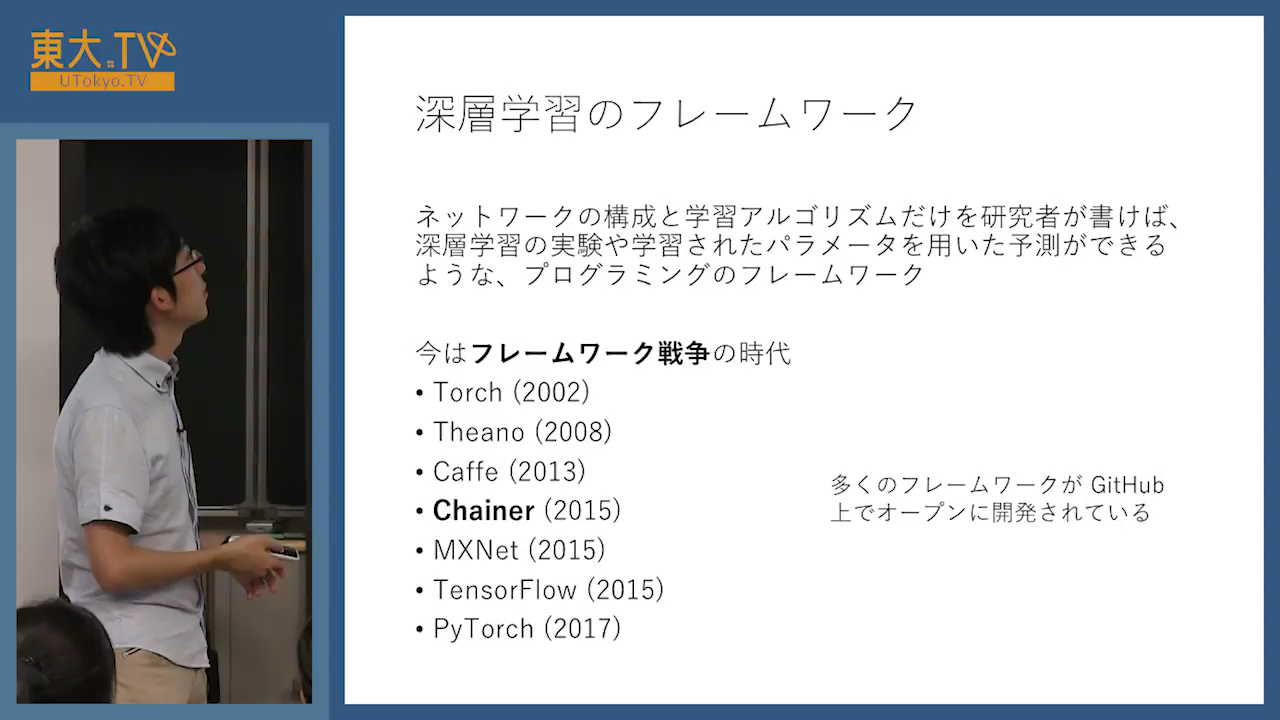 東大.TV
UTokyo.TV
深層学習のフレームワーク
ネットワークの構成と学習アルゴリズムだけを研究者が書けば、
深層学習の実験や学習されたパラメータを用いた予測ができる
ような、プログラミングのフレームワーク
今はフレームワーク戦争の時代
• Torch (2002)
• Theano (2008)
• Caffe (2013)
• Chainer (2015)
• MXNet (2015)
• TensorFlow (2015)
• PyTorch (2017)
多くのフレームワークが GitHub
上でオープンに開発されている